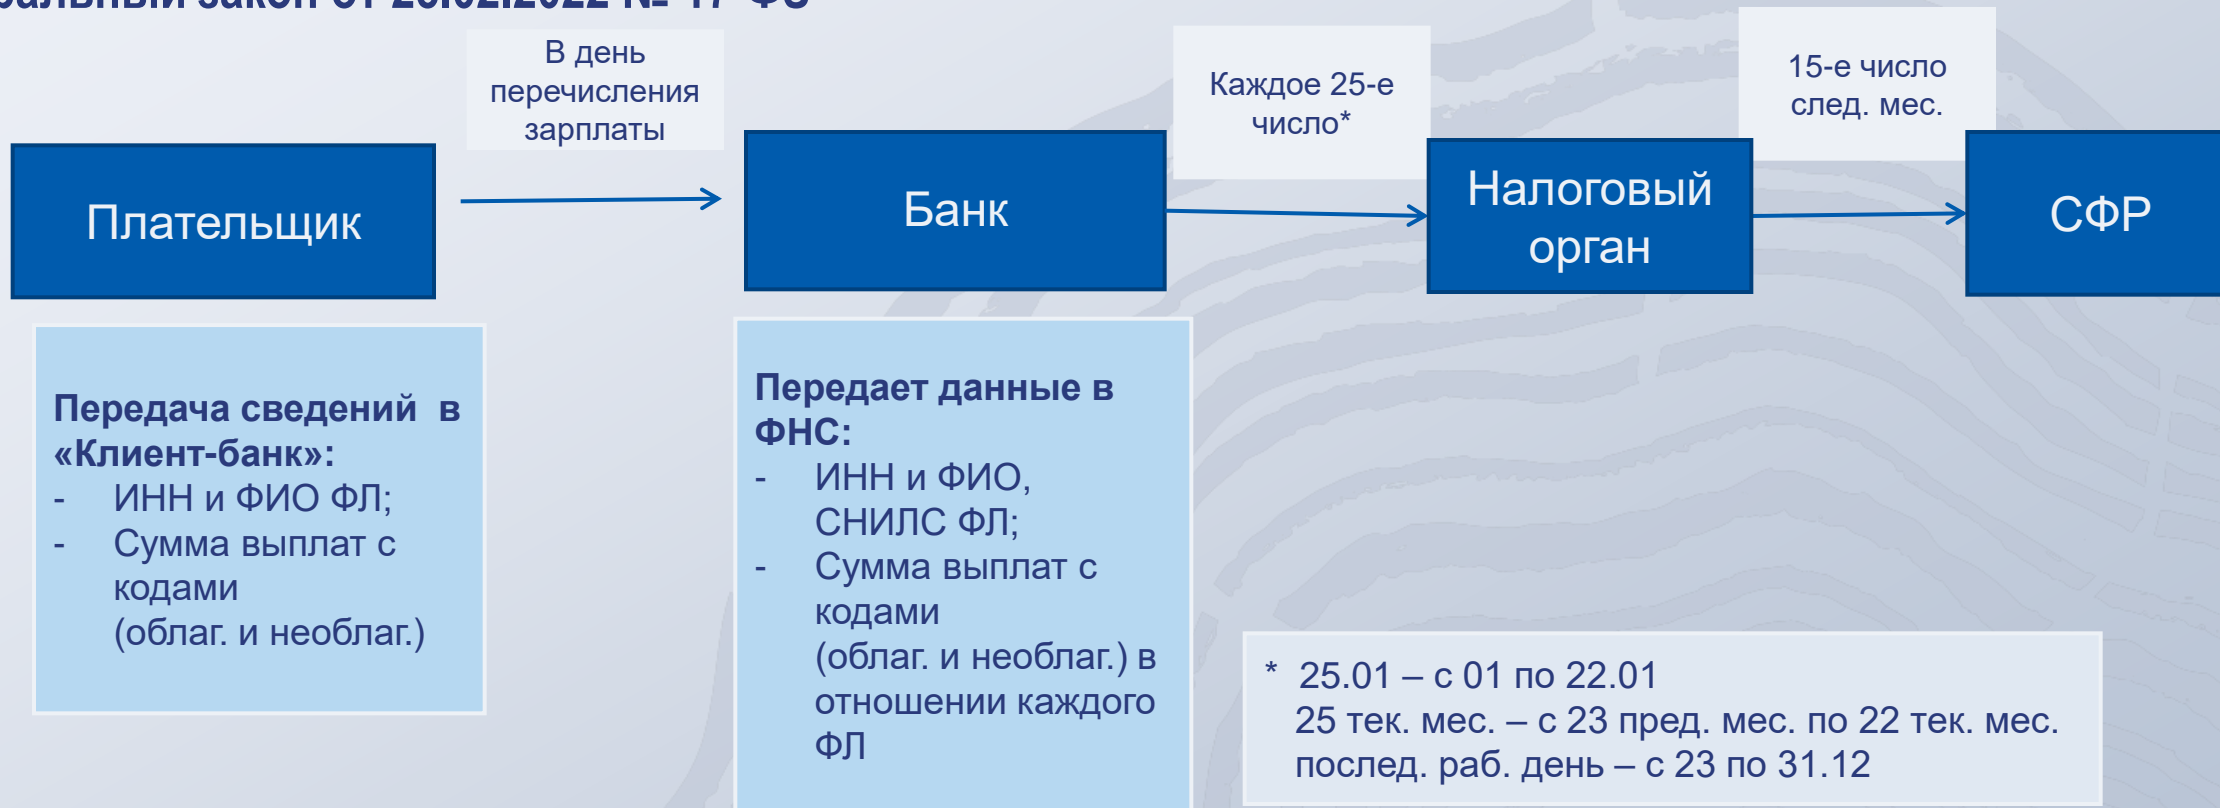 В день
перечисления
зарплаты
Каждое 25-е
число*
15-е число
след. мес.
Плательщик
Банк
Налоговый
орган
СФР
Передача сведений в
«Клиент-банк»:
- ИНН и ФИО ФЛ;
- Сумма выплат с
кодами
(облаг. и необлаг.)
Передает данные в
ФНС:
- ИНН и ФИО,
СНИЛС ФЛ;
- Сумма выплат с
кодами
(облаг. и необлаг.) в
отношении каждого
ФЛ
* 25.01 – с 01 по 22.01
25 тек. мес. – с 23 пред. мес. по 22 тек. мес.
послед. раб. день – с 23 по 31.12